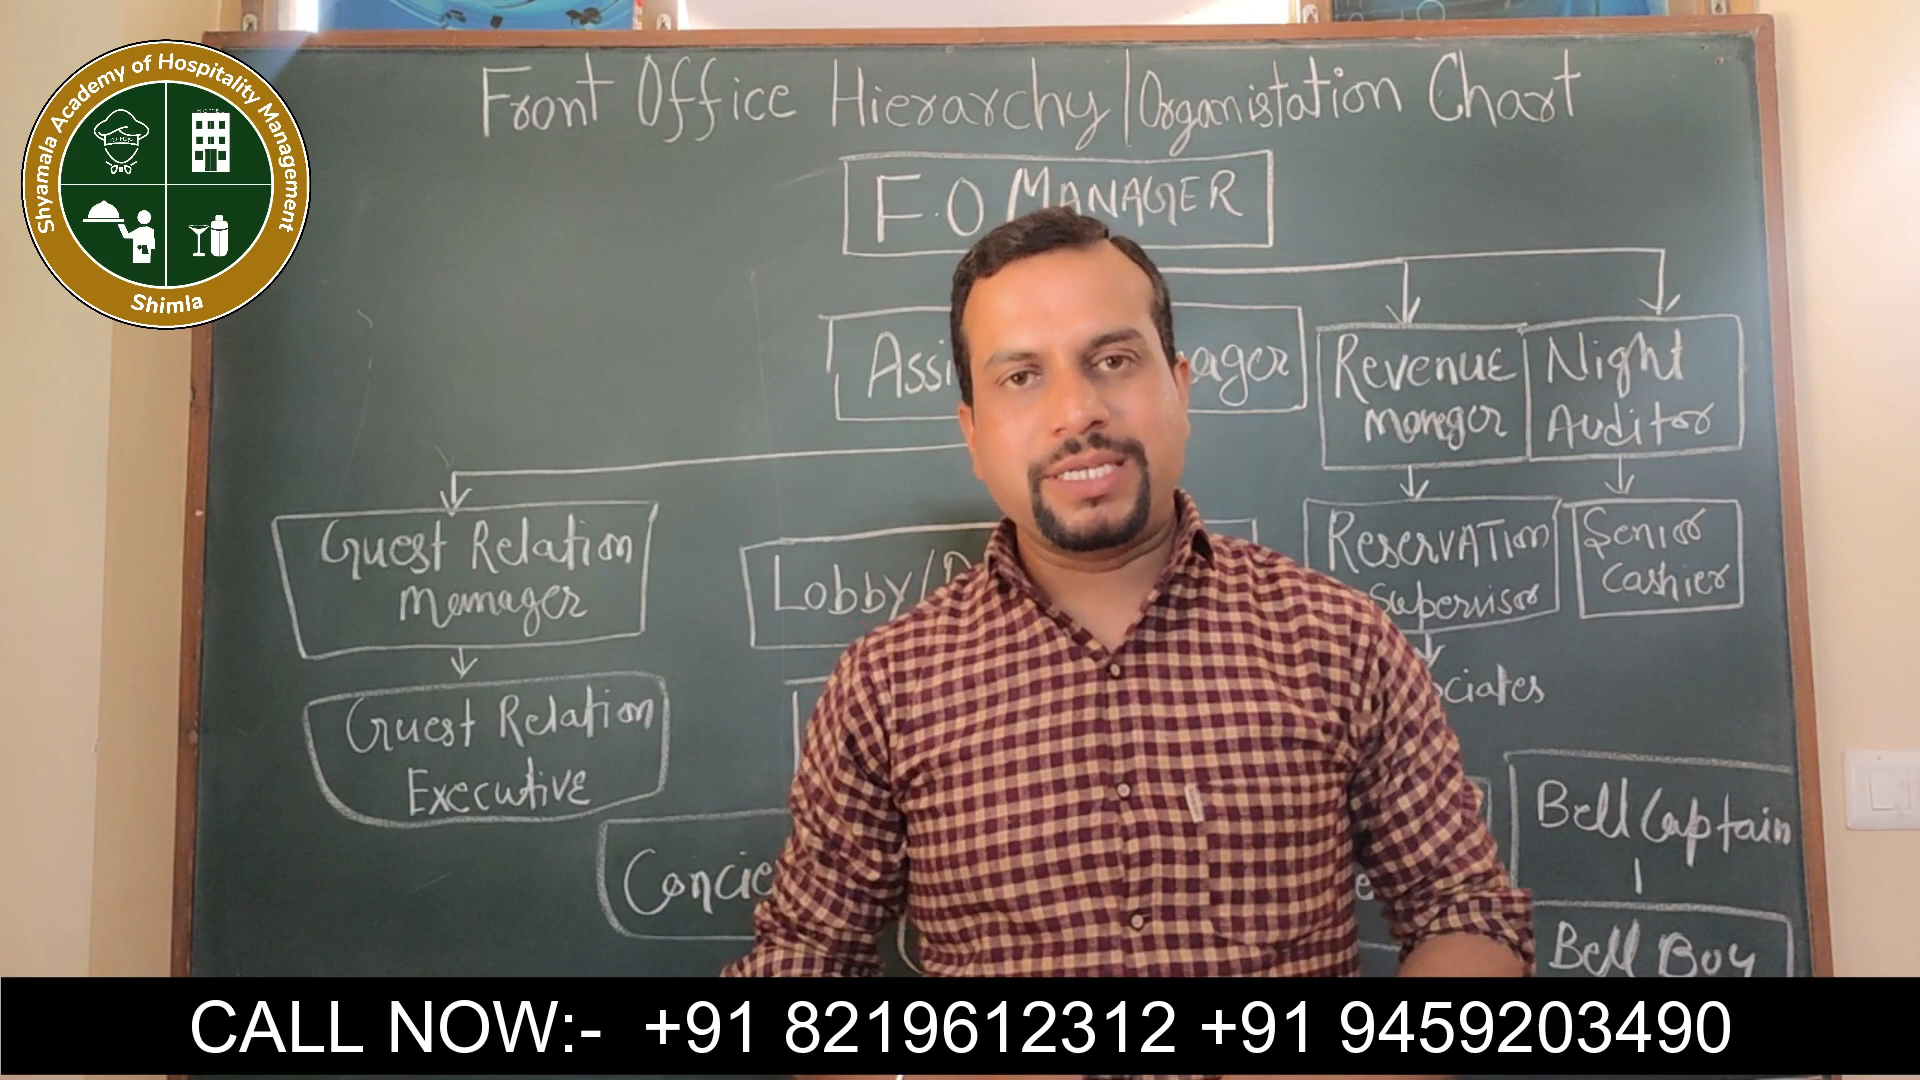 Shyamala Academy of Hospitality Management
Shimla
Front Office Hierarchy/Organistation Chart
F.O MANAGER
Revenue
Night
manager
Auditor
Guest Relation
Manager
Lobby/
RESERVATION
Supervisor
Senior
Cashier
Guest Relation
EXECUTIVE
Bell Captain
Bell Boy
CALL NOW:- +91 8219612312 +91 9459203490